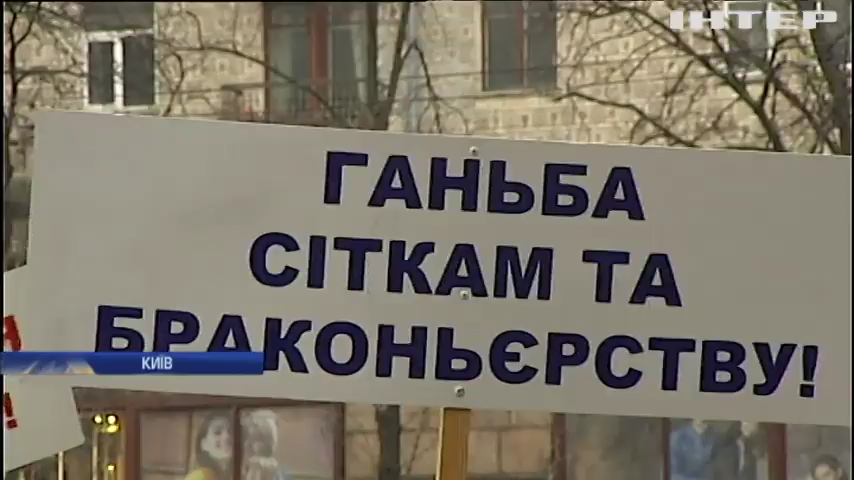 ІНТЕР
ГАНЬБА
СІТКАМ ТА
БРАКОНЬЄРСТВУ!
КИЇВ
!